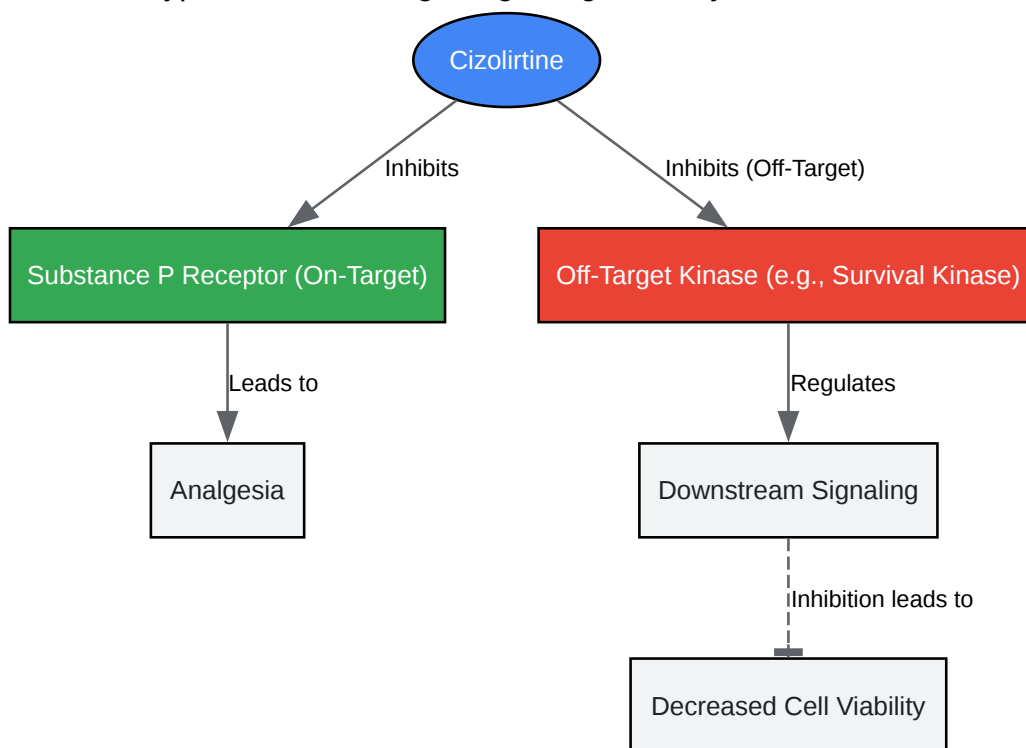 Cizolirtine
Inhibits
Inhibits (Off-Target)
Substance P Receptor (On-Target)
Off-Target Kinase (e.g., Survival Kinase)
Leads to
Regulates
Analgesia
Downstream Signaling
Inhibition leads to
Decreased Cell Viability